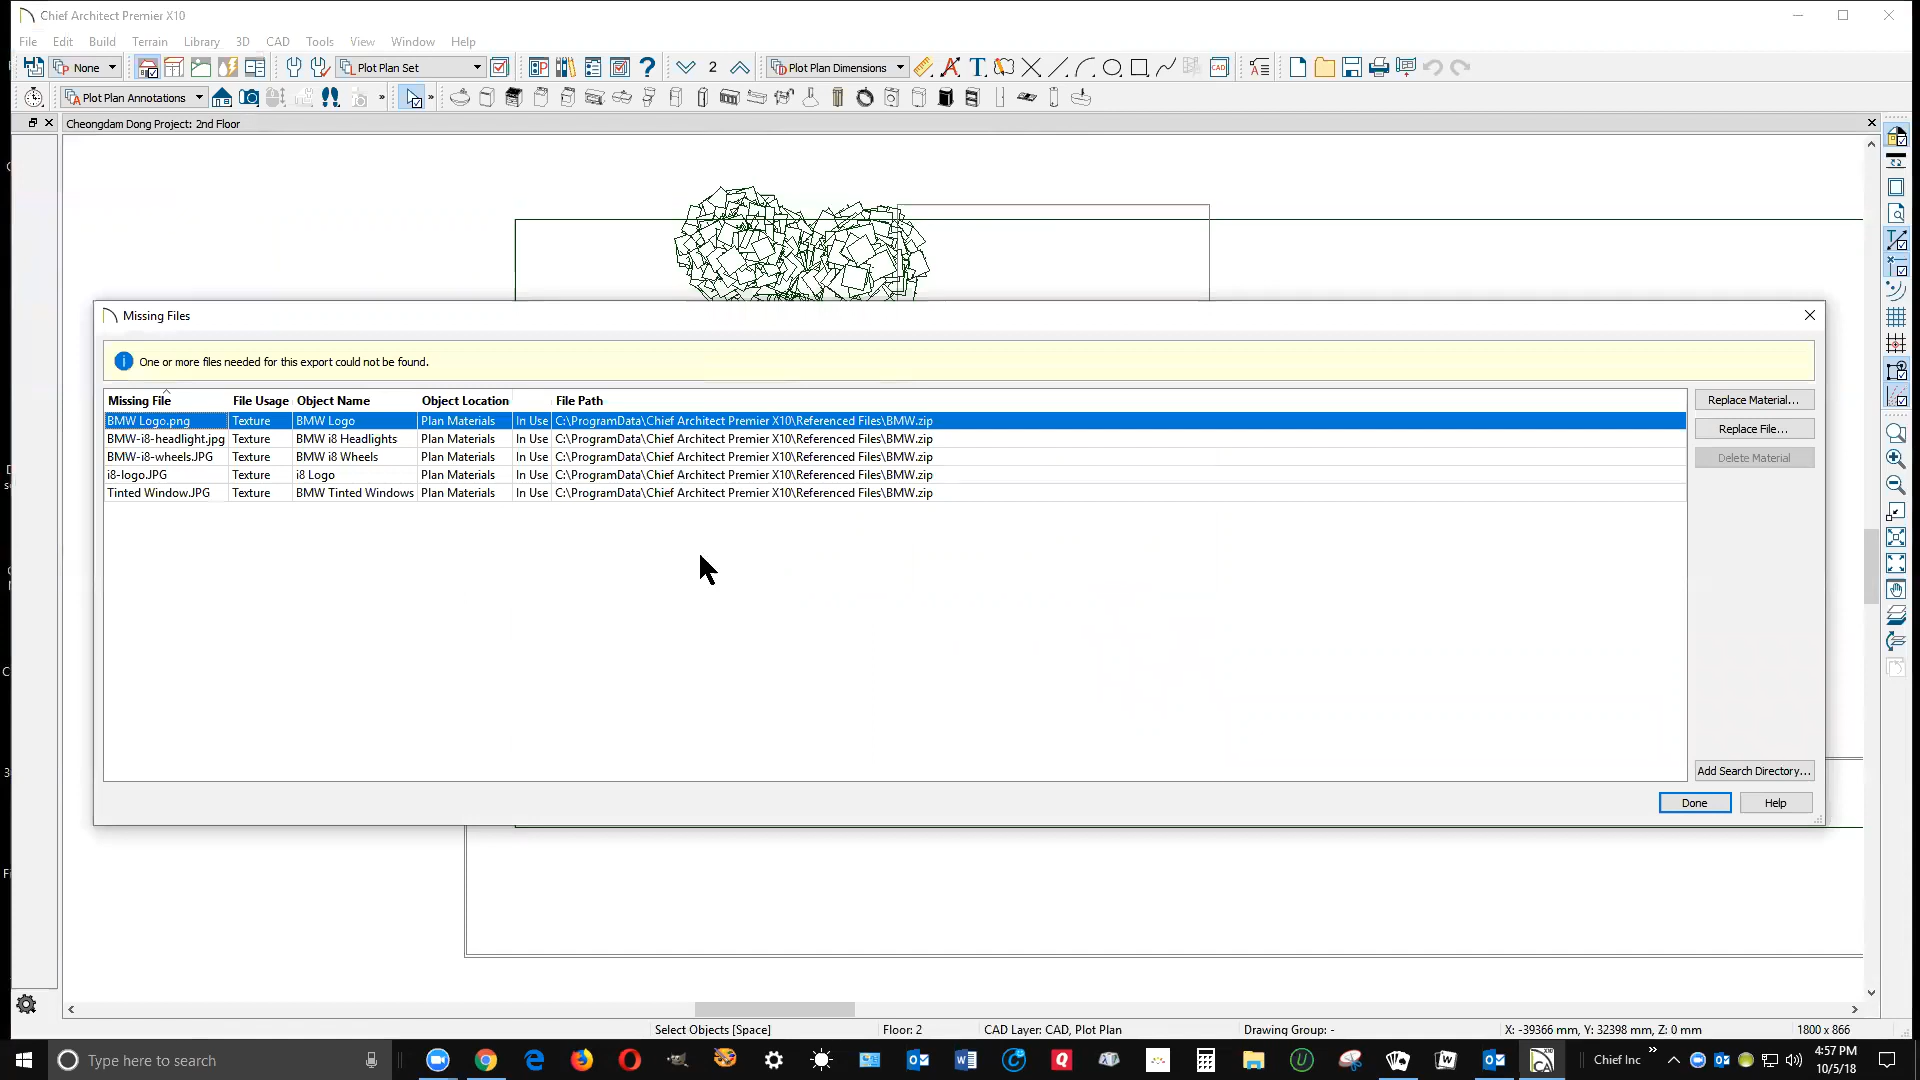 Chief Architect Premier X10
File Edit Build Terrain Library 3D CAD Tools View Window Help
None Plot Plan Set 2 Plot Plan Dimensions
Plot Plan Annotations
Cheongdam Dong Project: 2nd Floor
Missing Files
One or more files needed for this export could not be found.
Missing File File Usage Object Name Object Location File Path
BMW Logo.png Texture BMW Logo Plan Materials In Use C:\ProgramData\Chief Architect Premier X10\Referenced Files\BMW.zip
BMW-i8-headlight.jpg Texture BMW i8 Headlights Plan Materials In Use C:\ProgramData\Chief Architect Premier X10\Referenced Files\BMW.zip
BMW-i8-wheels.JPG Texture BMW i8 Wheels Plan Materials In Use C:\ProgramData\Chief Architect Premier X10\Referenced Files\BMW.zip
i8-logo.JPG Texture i8 Logo Plan Materials In Use C:\ProgramData\Chief Architect Premier X10\Referenced Files\BMW.zip
Tinted Window.JPG Texture BMW Tinted Windows Plan Materials In Use C:\ProgramData\Chief Architect Premier X10\Referenced Files\BMW.zip
Replace Material...
Replace File...
Delete Material
Add Search Directory...
Done Help
Select Objects [Space] Floor: 2 CAD Layer: CAD, Plot Plan Drawing Group: - X: -39366 mm, Y: 32398 mm, Z: 0 mm 1800 x 866
Type here to search Chief Inc 4:57 PM
10/5/18